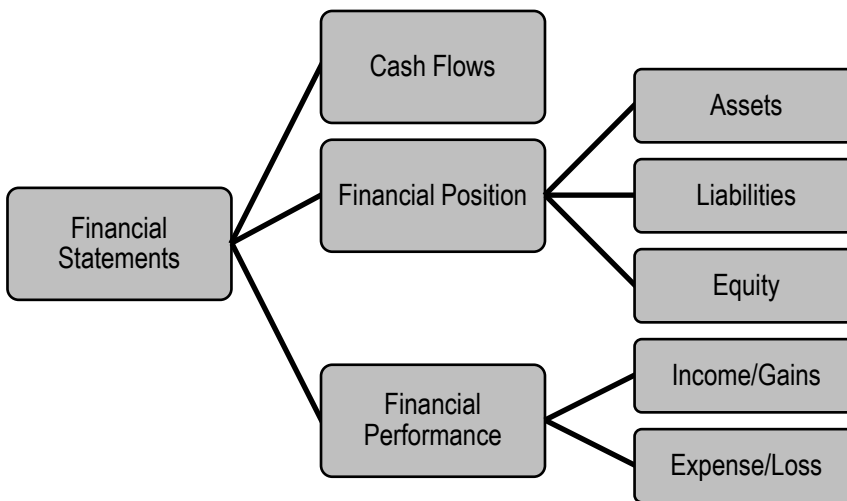 Cash Flows
Assets
Financial Position
Liabilities
Financial
Statements
Equity
Income/Gains
Financial
Performance
Expense/Loss